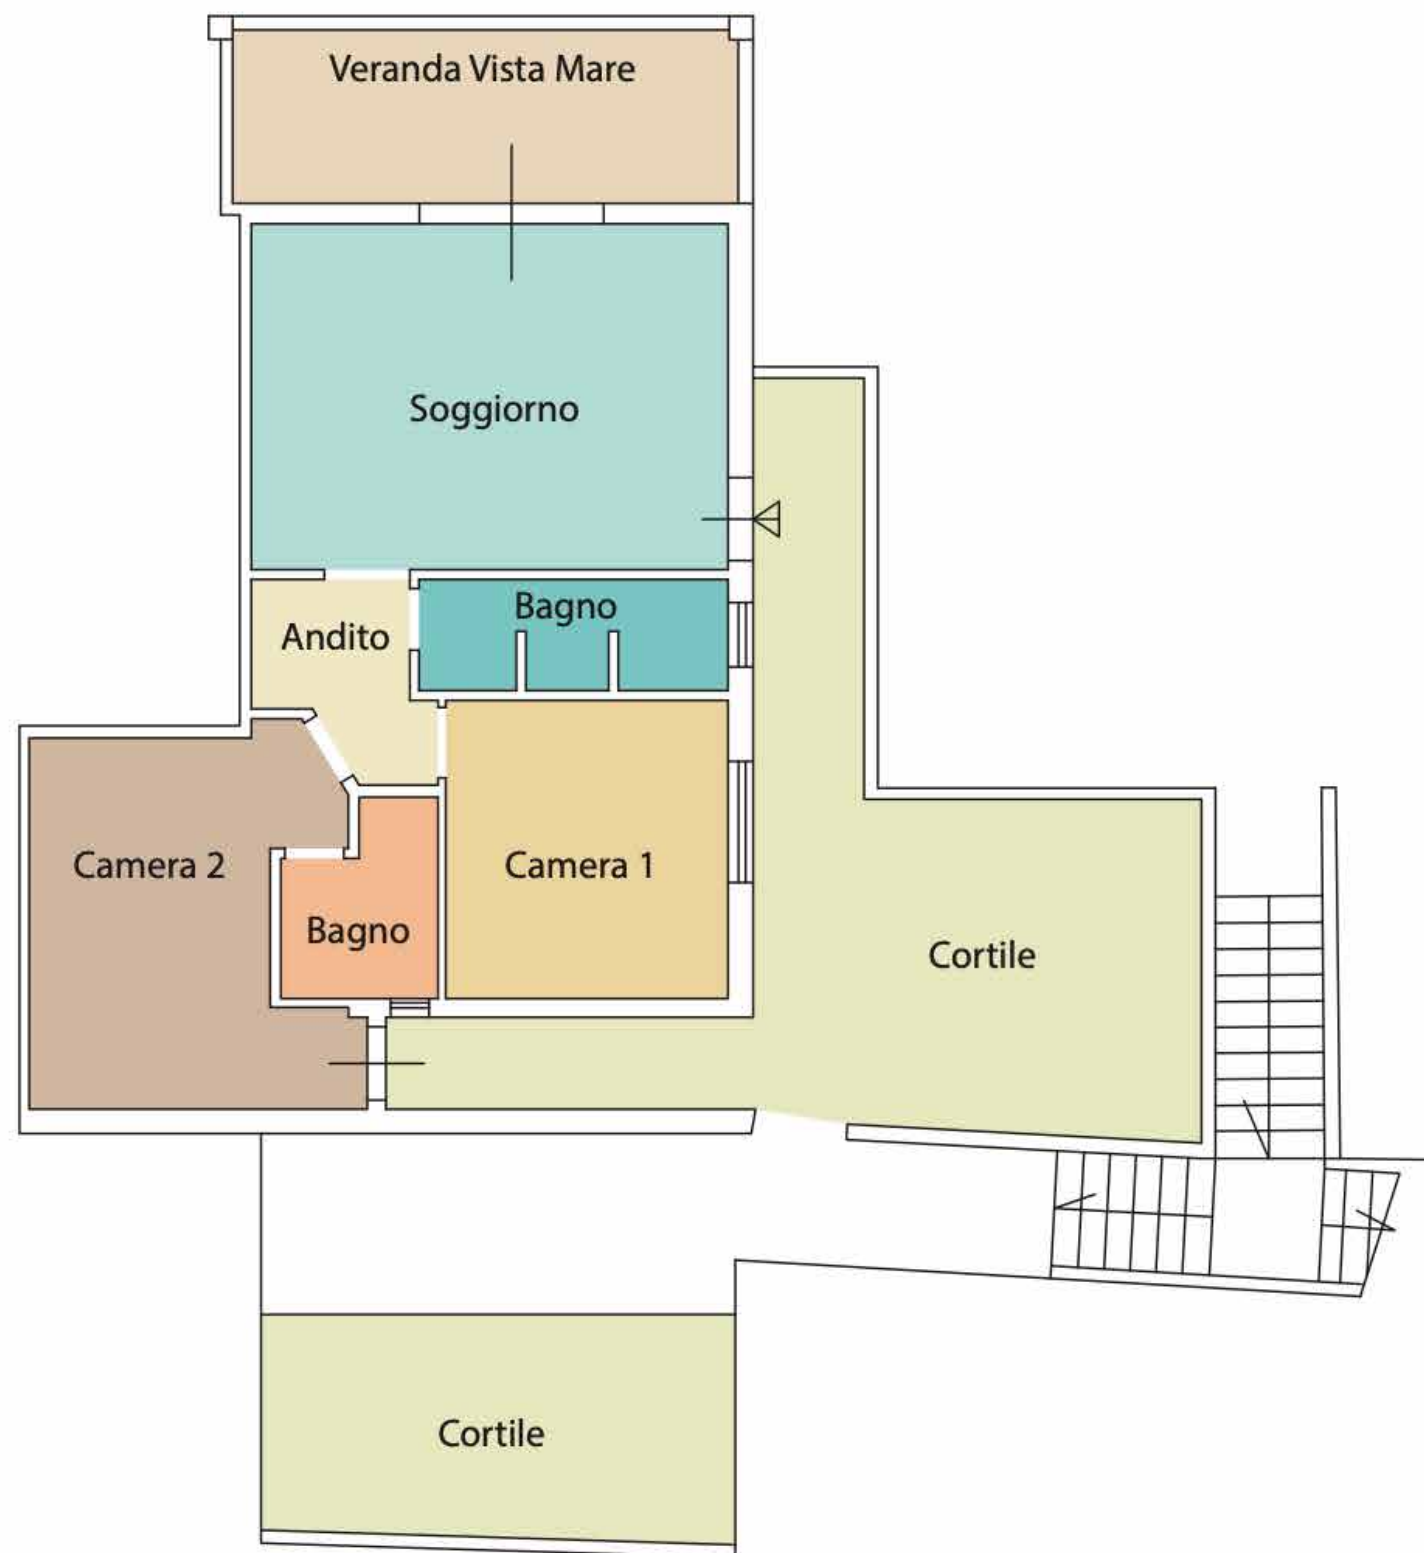 Veranda Vista Mare
Soggiorno
Bagno
Andito
Camera 2
Camera 1
Bagno
Cortile
Cortile